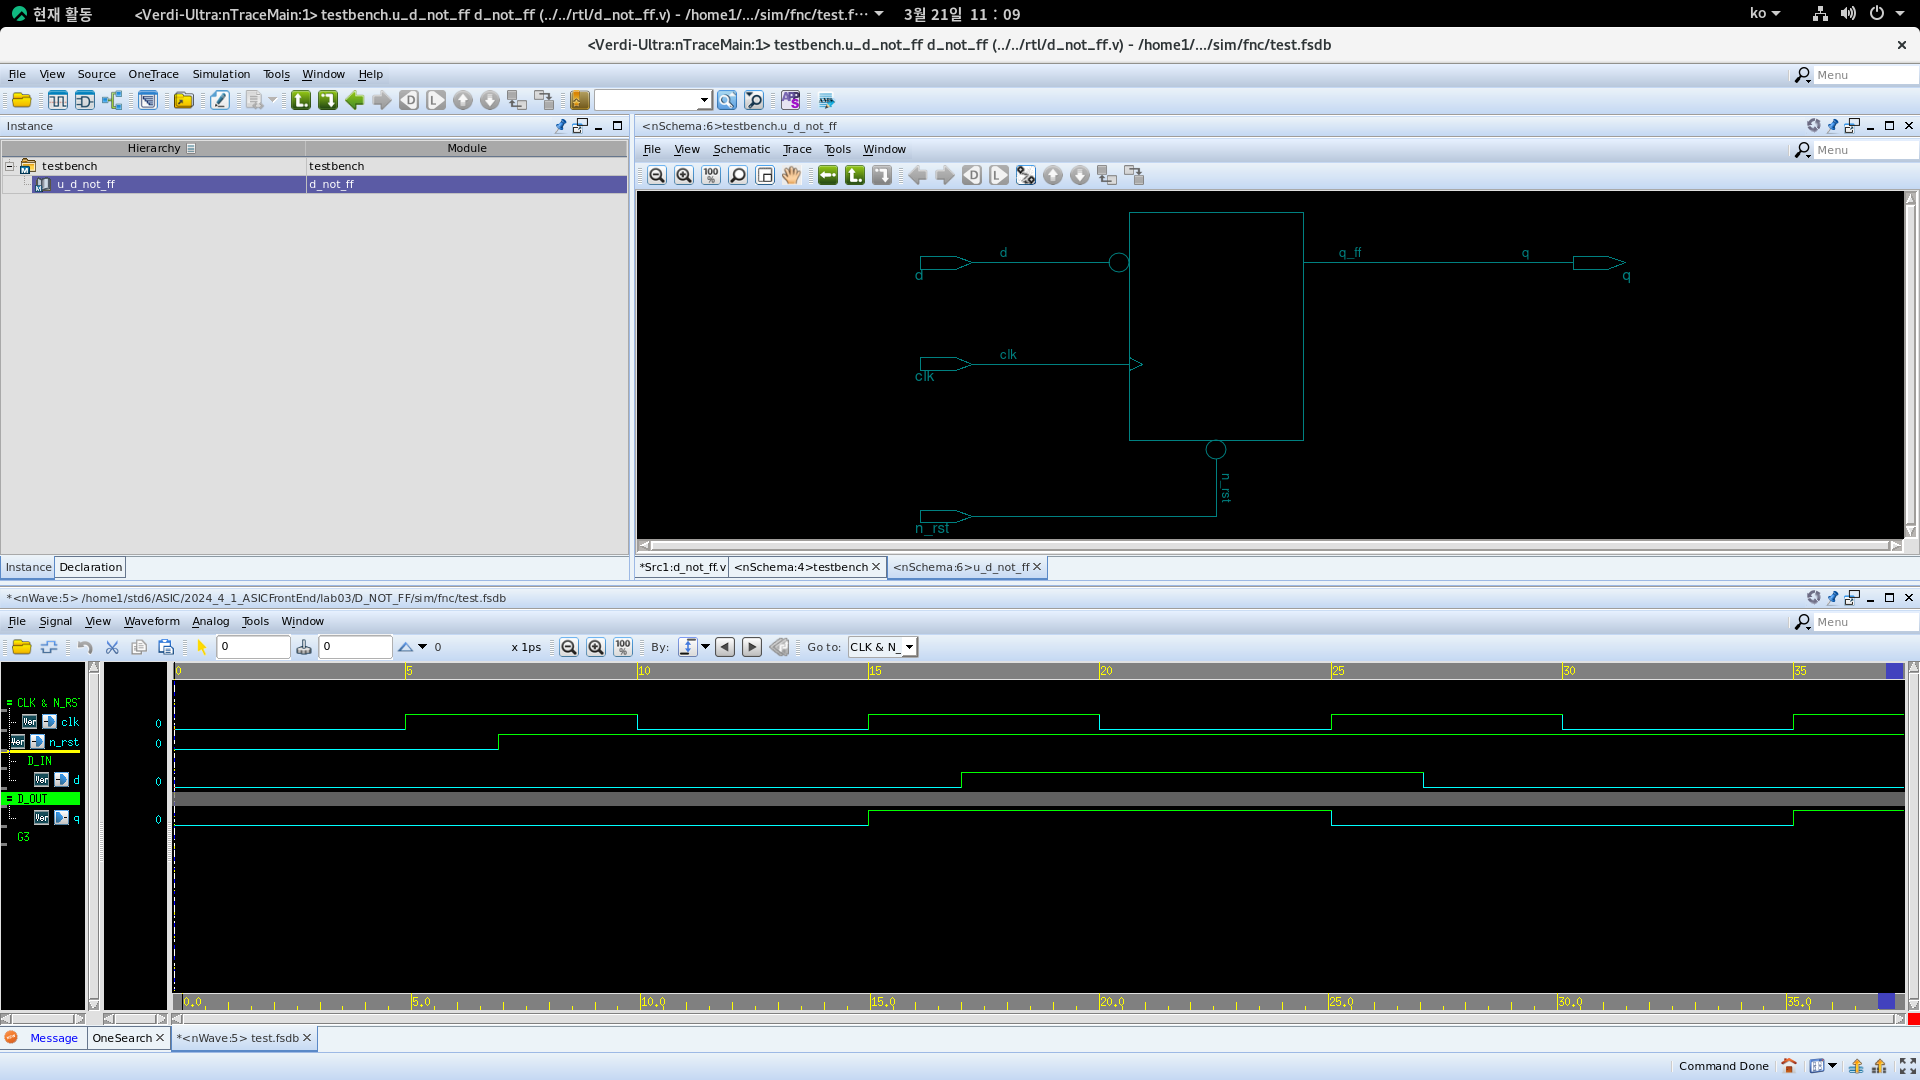 현재 활동 <Verdi-Ultra:nTraceMain:1> testbench.u_d_not_ff d_not_ff (../../rtl/d_not_ff.v) - /home1/.../sim/fnc/test.f··· 3월 21일 11 : 09 ko
<Verdi-Ultra:nTraceMain:1> testbench.u_d_not_ff d_not_ff (../../rtl/d_not_ff.v) - /home1/.../sim/fnc/test.fsdb
File View Source OneTrace Simulation Tools Window Help Menu
Instance
Hierarchy Module
testbench testbench
u_d_not_ff d_not_ff
Instance Declaration
<nSchema:6>testbench.u_d_not_ff
File View Schematic Trace Tools Window Menu
100%
d q_ff q
d q
clk
clk
n_rst
n_rst
*Src1:d_not_ff.v <nSchema:4>testbench <nSchema:6>u_d_not_ff
*<nWave:5> /home1/std6/ASIC/2024_4_1_ASICFrontEnd/lab03/D_NOT_FF/sim/fnc/test.fsdb
File Signal View Waveform Analog Tools Window Menu
0 0 0 x 1ps 100% By: Go to: CLK & N_
0 5 10 15 20 25 30 35
CLK & N_RS
Ver clk 0
Ver n_rst 0
D_IN
Ver d 0
D_OUT
Ver q 0
G3
0.0 5.0 10.0 15.0 20.0 25.0 30.0 35.0
Message OneSearch *<nWave:5> test.fsdb
Command Done